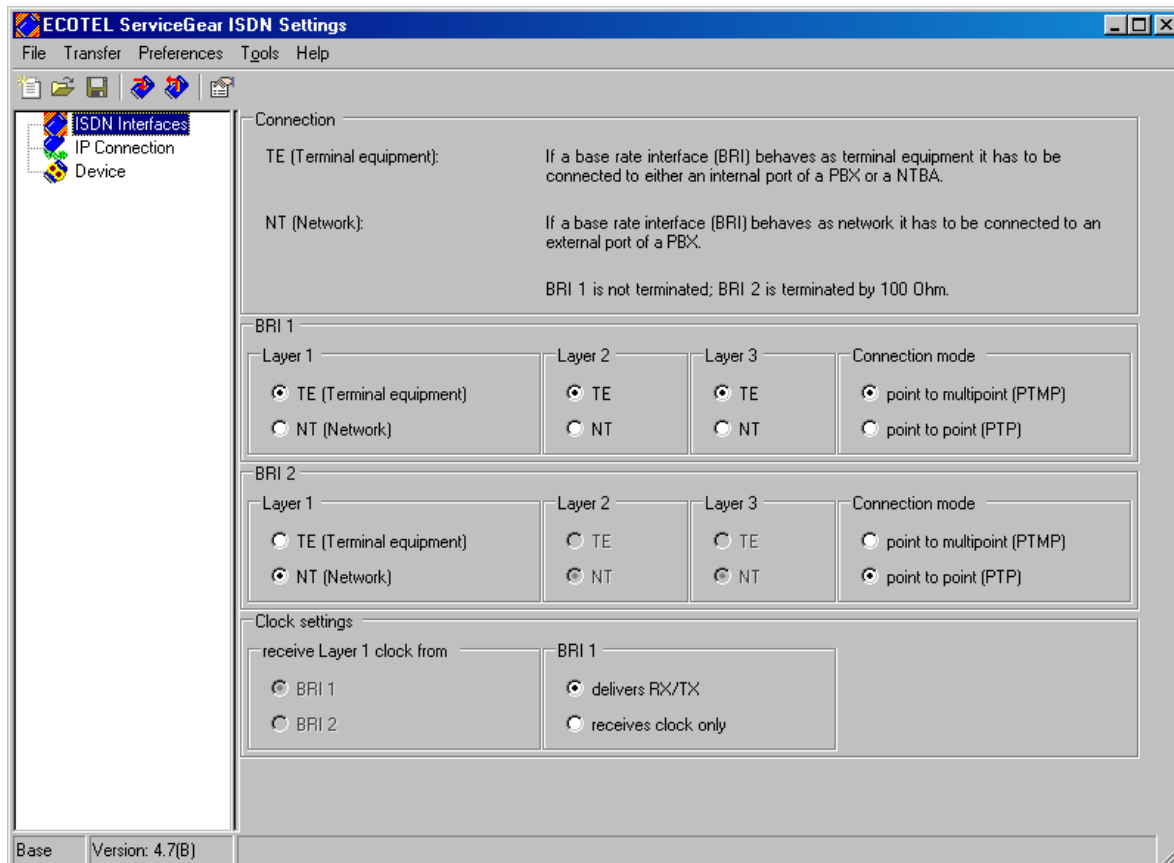 ECOTEL ServiceGear ISDN Settings
File Transfer Preferences Tools Help
ISDN Interfaces
IP Connection
Device
Connection
TE (Terminal equipment): If a base rate interface (BRI) behaves as terminal equipment it has to be
connected to either an internal port of a PBX or a NTBA.
NT (Network): If a base rate interface (BRI) behaves as network it has to be connected to an
external port of a PBX.
BRI 1 is not terminated; BRI 2 is terminated by 100 Ohm.
BRI 1
Layer 1 Layer 2 Layer 3 Connection mode
TE (Terminal equipment) TE TE point to multipoint (PTMP)
NT (Network) NT NT point to point (PTP)
BRI 2
Layer 1 Layer 2 Layer 3 Connection mode
TE (Terminal equipment) TE TE point to multipoint (PTMP)
NT (Network) NT NT point to point (PTP)
Clock settings
receive Layer 1 clock from BRI 1
BRI 1 delivers RX/TX
BRI 2 receives clock only
Base Version: 4.7(B)